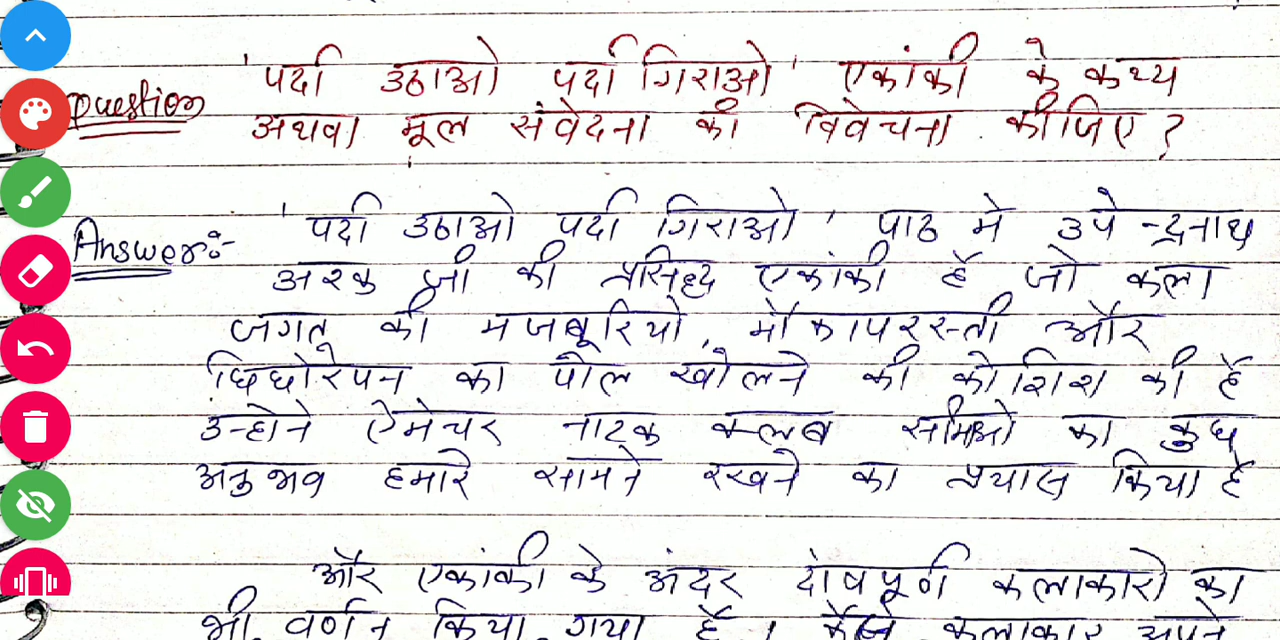 'पर्दा उठाओ पर्दा गिराओ' एकांकी के कथ्य
Question अथवा मूल संवेदना की विवेचना कीजिए?
Answer:- 'पर्दा उठाओ पर्दा गिराओ' पाठ मे उपेन्द्रनाथ
अश्क जी की प्रसिद्द एकांकी हैं जो कला
जगत् की मजबूरियो, मौकापरस्ती और
छिछोरेपन का पोल खोलने की कोशिश की हैं
उन्होने ऐमेचर नाटक क्लब का कुछ
अनुभव हमारे सामने रखने का प्रयास किया हैं
और एकांकी के अंदर दोषपूर्ण कलाकारो का
भी वर्णन किया गया हैं। कलाकार अपने